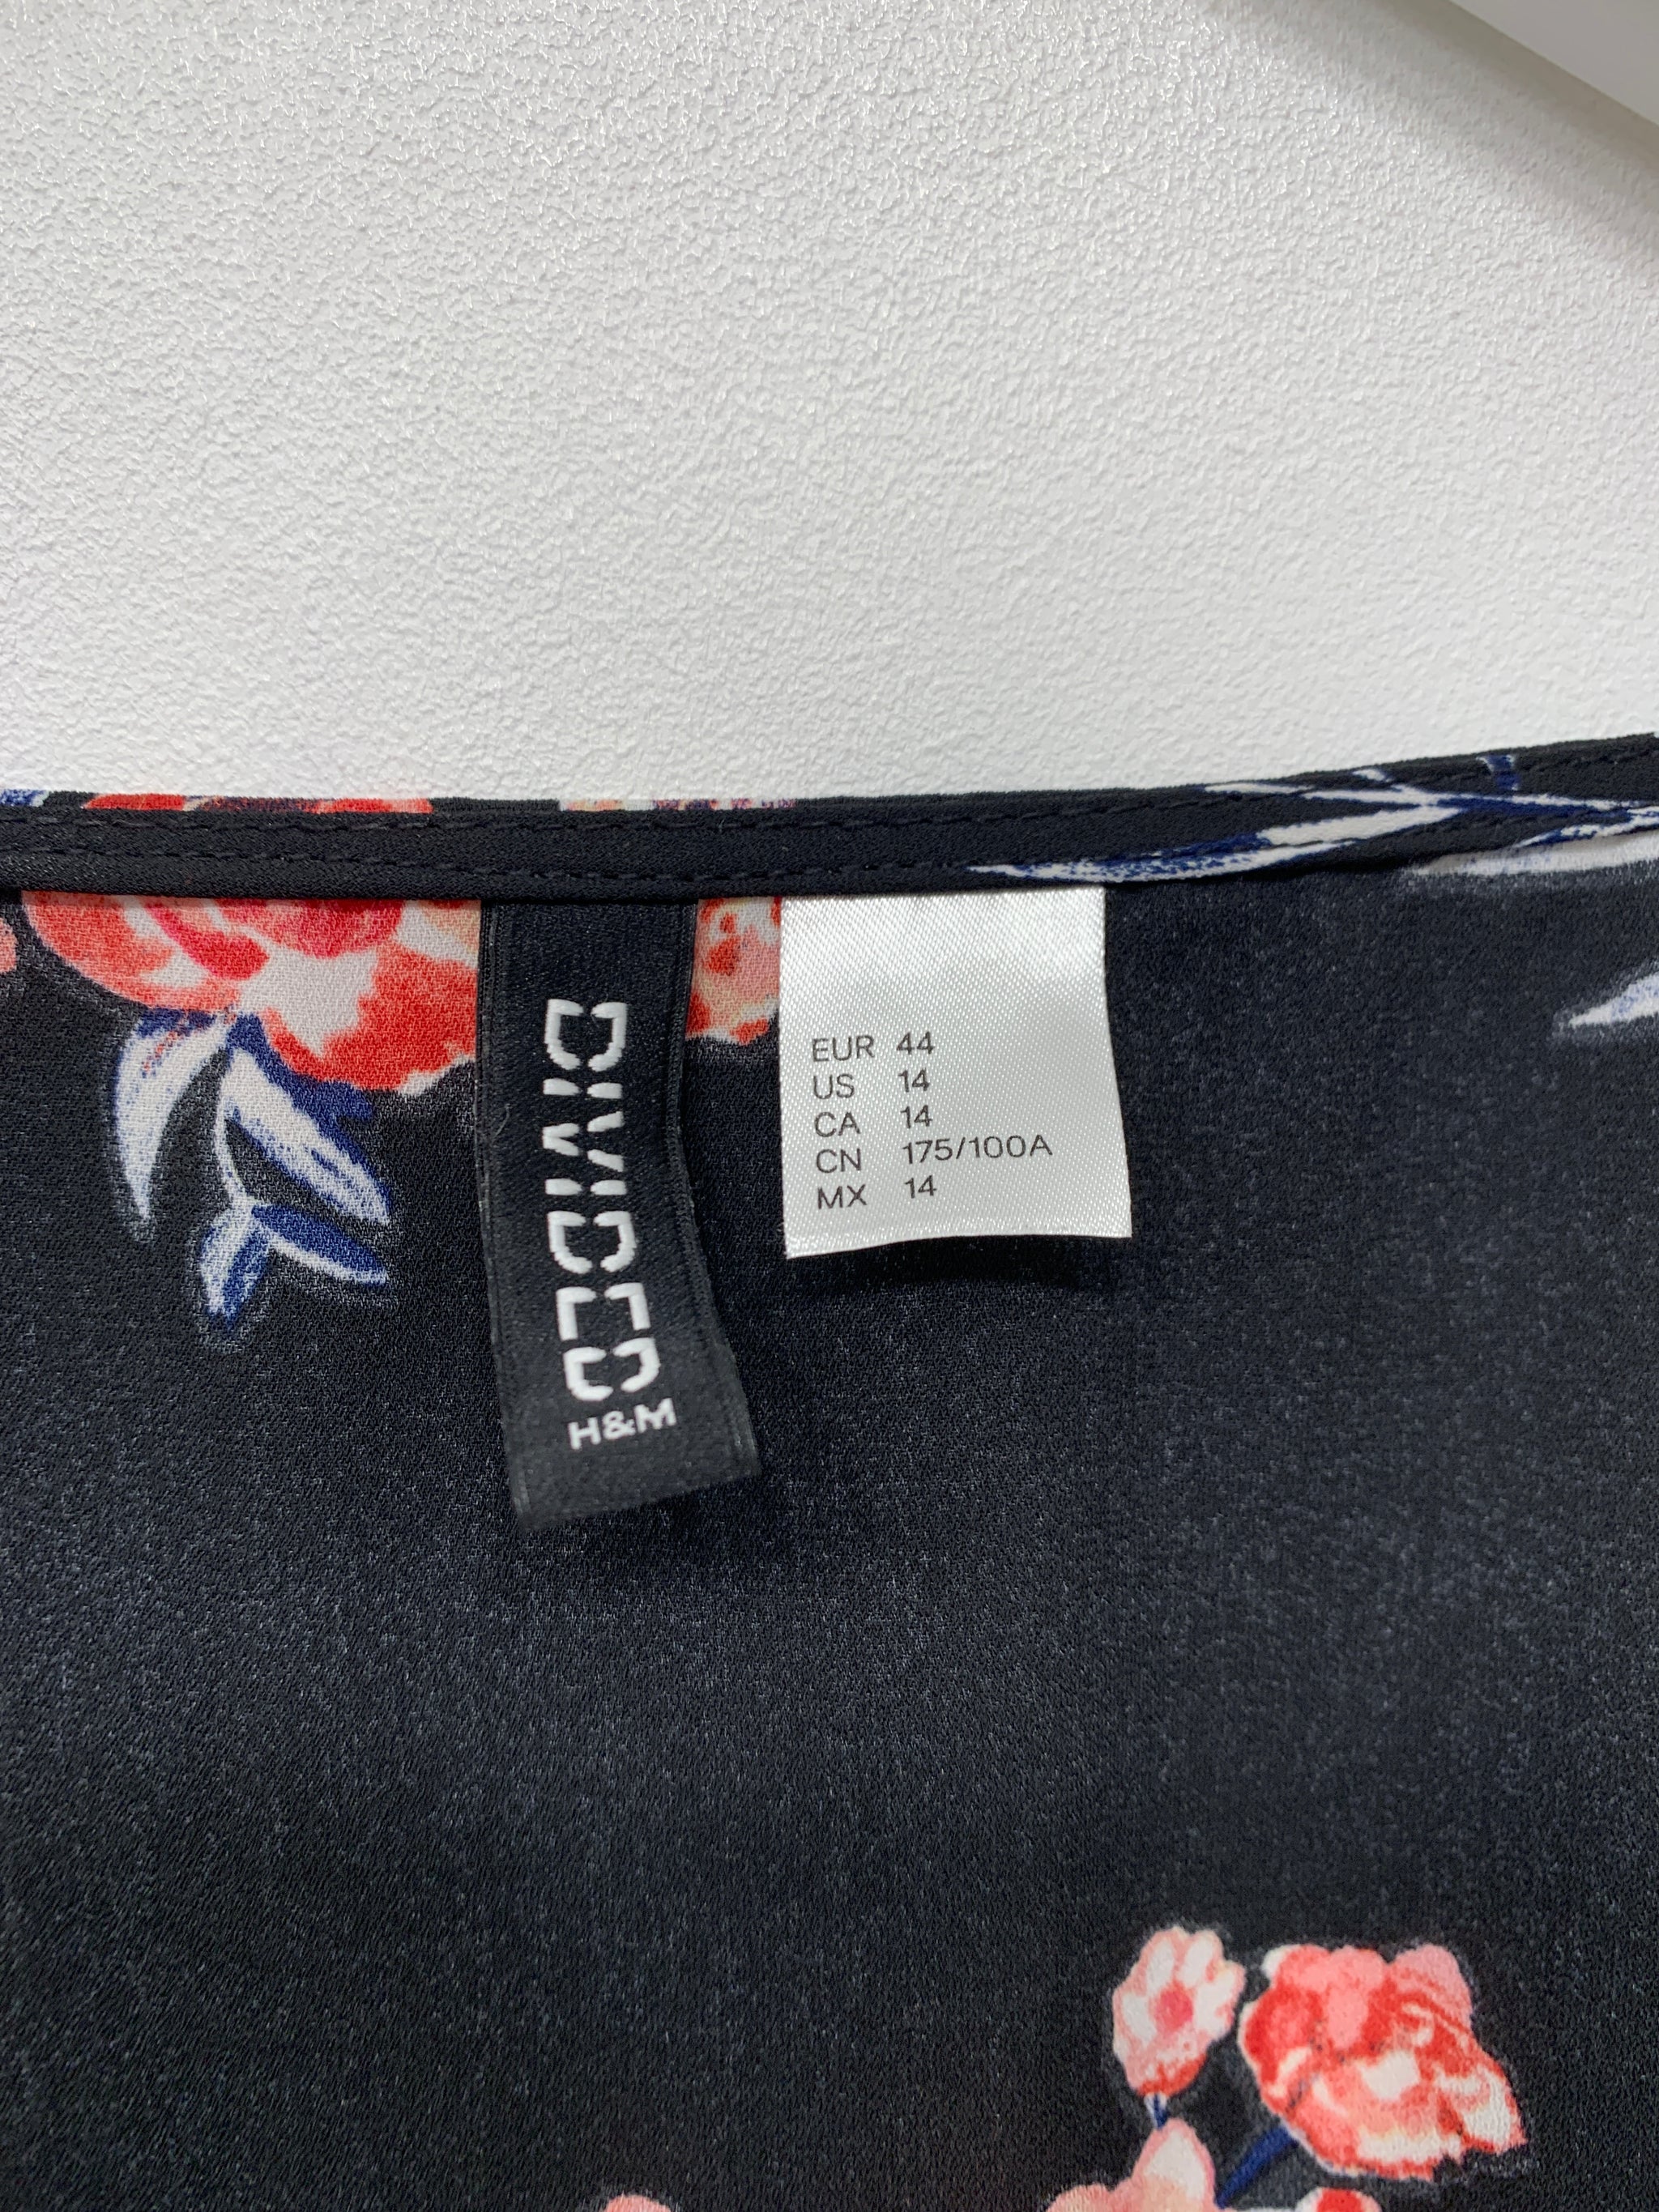 DIVIDED
H&M
EUR 44
US 14
CA 14
CN 175/100A
MX 14